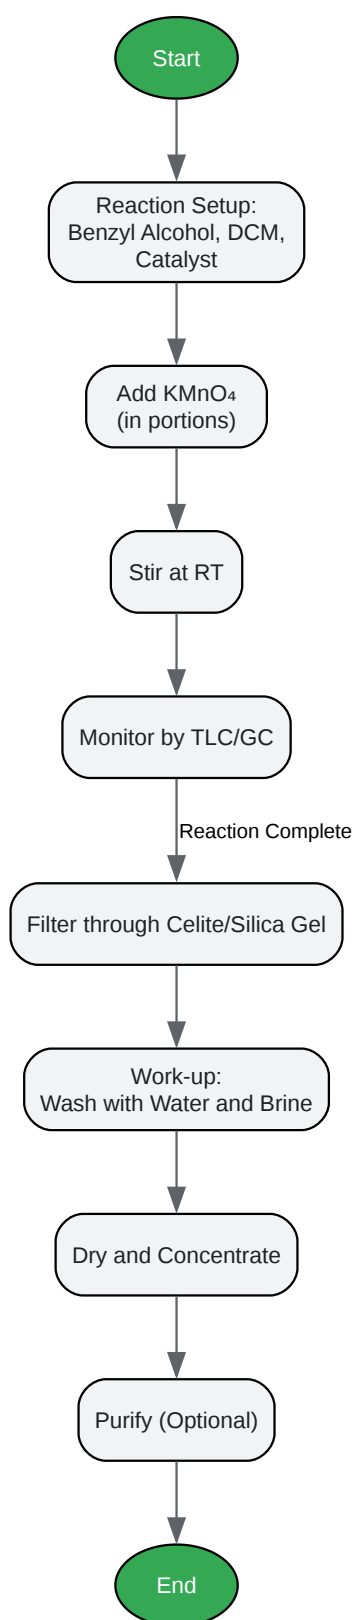 Start
Reaction Setup:
Benzyl Alcohol, DCM,
Catalyst
Add KMnO₄
(in portions)
Stir at RT
Monitor by TLC/GC
Reaction Complete
Filter through Celite/Silica Gel
Work-up:
Wash with Water and Brine
Dry and Concentrate
Purify (Optional)
End